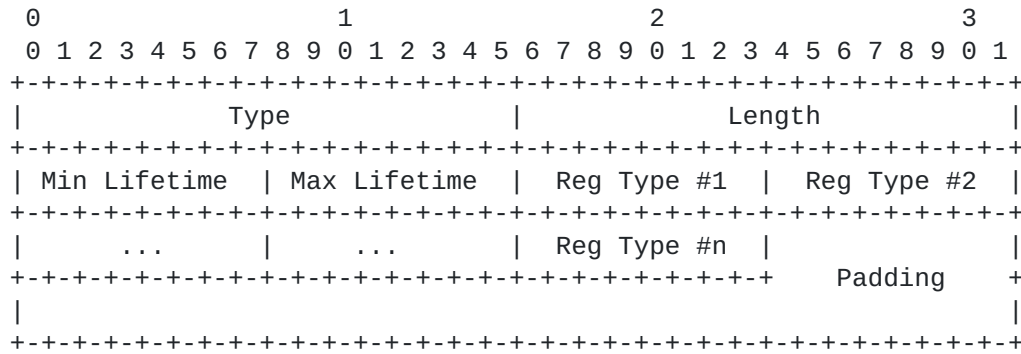 0                   1                   2                   3
 0 1 2 3 4 5 6 7 8 9 0 1 2 3 4 5 6 7 8 9 0 1 2 3 4 5 6 7 8 9 0 1
+-+-+-+-+-+-+-+-+-+-+-+-+-+-+-+-+-+-+-+-+-+-+-+-+-+-+-+-+-+-+-+-+
|             Type              |             Length            |
+-+-+-+-+-+-+-+-+-+-+-+-+-+-+-+-+-+-+-+-+-+-+-+-+-+-+-+-+-+-+-+-+
| Min Lifetime  | Max Lifetime  |  Reg Type #1  |  Reg Type #2  |
+-+-+-+-+-+-+-+-+-+-+-+-+-+-+-+-+-+-+-+-+-+-+-+-+-+-+-+-+-+-+-+-+
|      ...      |     ...       |  Reg Type #n  |               |
+-+-+-+-+-+-+-+-+-+-+-+-+-+-+-+-+-+-+-+-+-+-+-+-+    Padding    +
|                                                               |
+-+-+-+-+-+-+-+-+-+-+-+-+-+-+-+-+-+-+-+-+-+-+-+-+-+-+-+-+-+-+-+-+